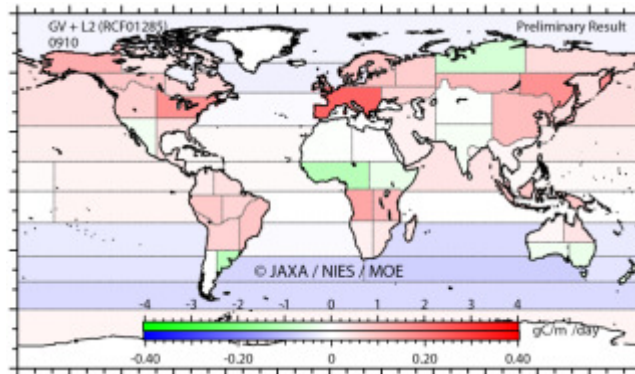 GV + L2 (RCF0128S) Preliminary Result
0910
© JAXA / NIES / MOE
-4 -3 -2 -1 0 1 2 3 4
gC/m /day
-0.40 -0.20 0 0.20 0.40